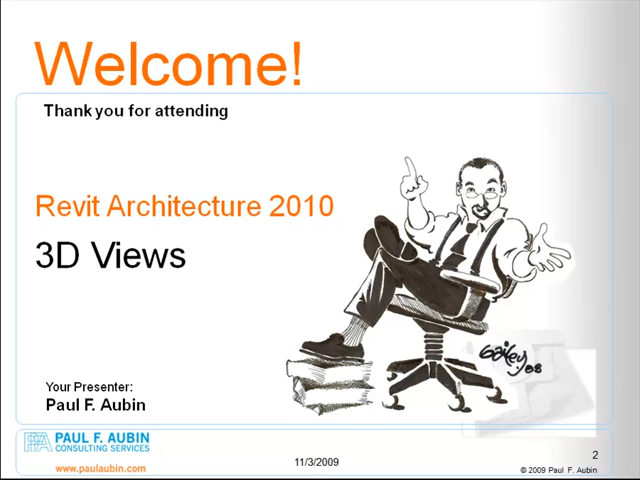 Welcome!
Thank you for attending
Revit Architecture 2010
3D Views
Your Presenter:
Paul F. Aubin
PAUL F. AUBIN
CONSULTING SERVICES
www.paulaubin.com
11/3/2009
2
© 2009 Paul F. Aubin